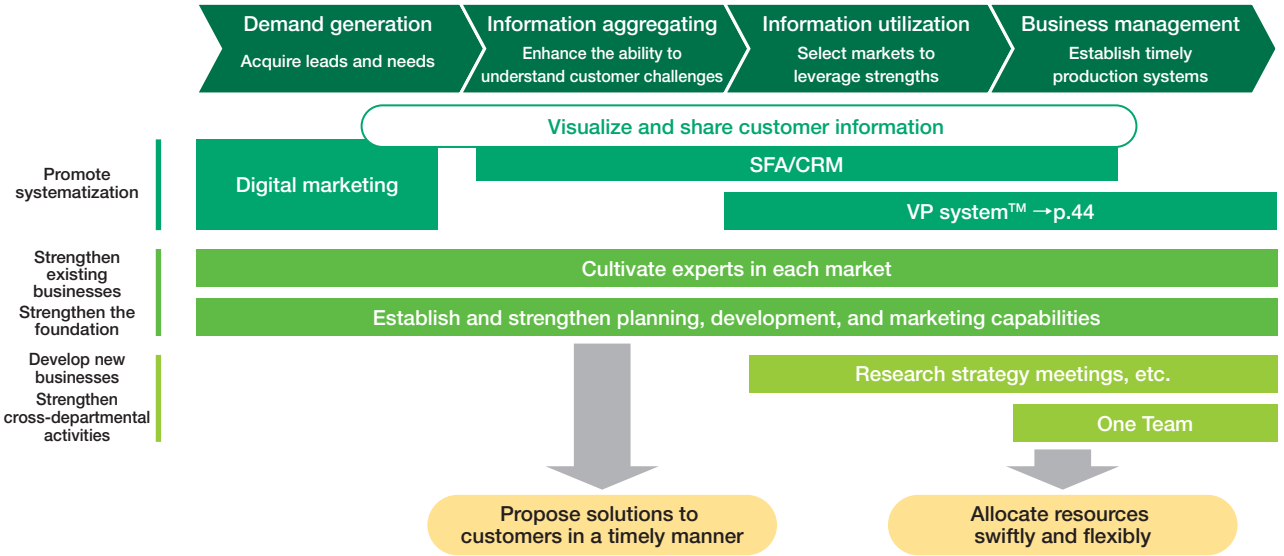 Demand generation
Acquire leads and needs
Information aggregating
Enhance the ability to
understand customer challenges
Information utilization
Select markets to
leverage strengths
Business management
Establish timely
production systems
Visualize and share customer information
Promote
systematization
Digital marketing
SFA/CRM
VP system™ →p.44
Strengthen
existing
businesses
Cultivate experts in each market
Strengthen the
foundation
Establish and strengthen planning, development, and marketing capabilities
Develop new
businesses
Research strategy meetings, etc.
Strengthen
cross-departmental
activities
One Team
Propose solutions to
customers in a timely manner
Allocate resources
swiftly and flexibly